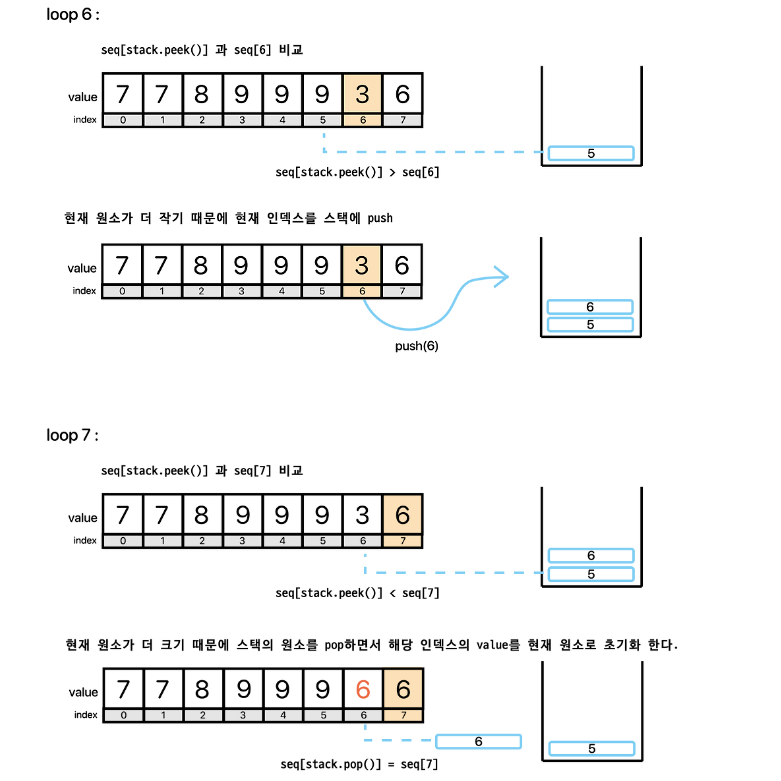 loop 6 :
seq[stack.peek()] 과 seq[6] 비교
value 7 7 8 9 9 9 3 6
index 0 1 2 3 4 5 6 7
5
seq[stack.peek()] > seq[6]
현재 원소가 더 작기 때문에 현재 인덱스를 스택에 push
value 7 7 8 9 9 9 3 6
index 0 1 2 3 4 5 6 7
6
5
push(6)
loop 7 :
seq[stack.peek()] 과 seq[7] 비교
value 7 7 8 9 9 9 3 6
index 0 1 2 3 4 5 6 7
6
5
seq[stack.peek()] < seq[7]
현재 원소가 더 크기 때문에 스택의 원소를 pop하면서 해당 인덱스의 value를 현재 원소로 초기화 한다.
value 7 7 8 9 9 9 6 6
index 0 1 2 3 4 5 6 7
6
5
seq[stack.pop()] = seq[7]